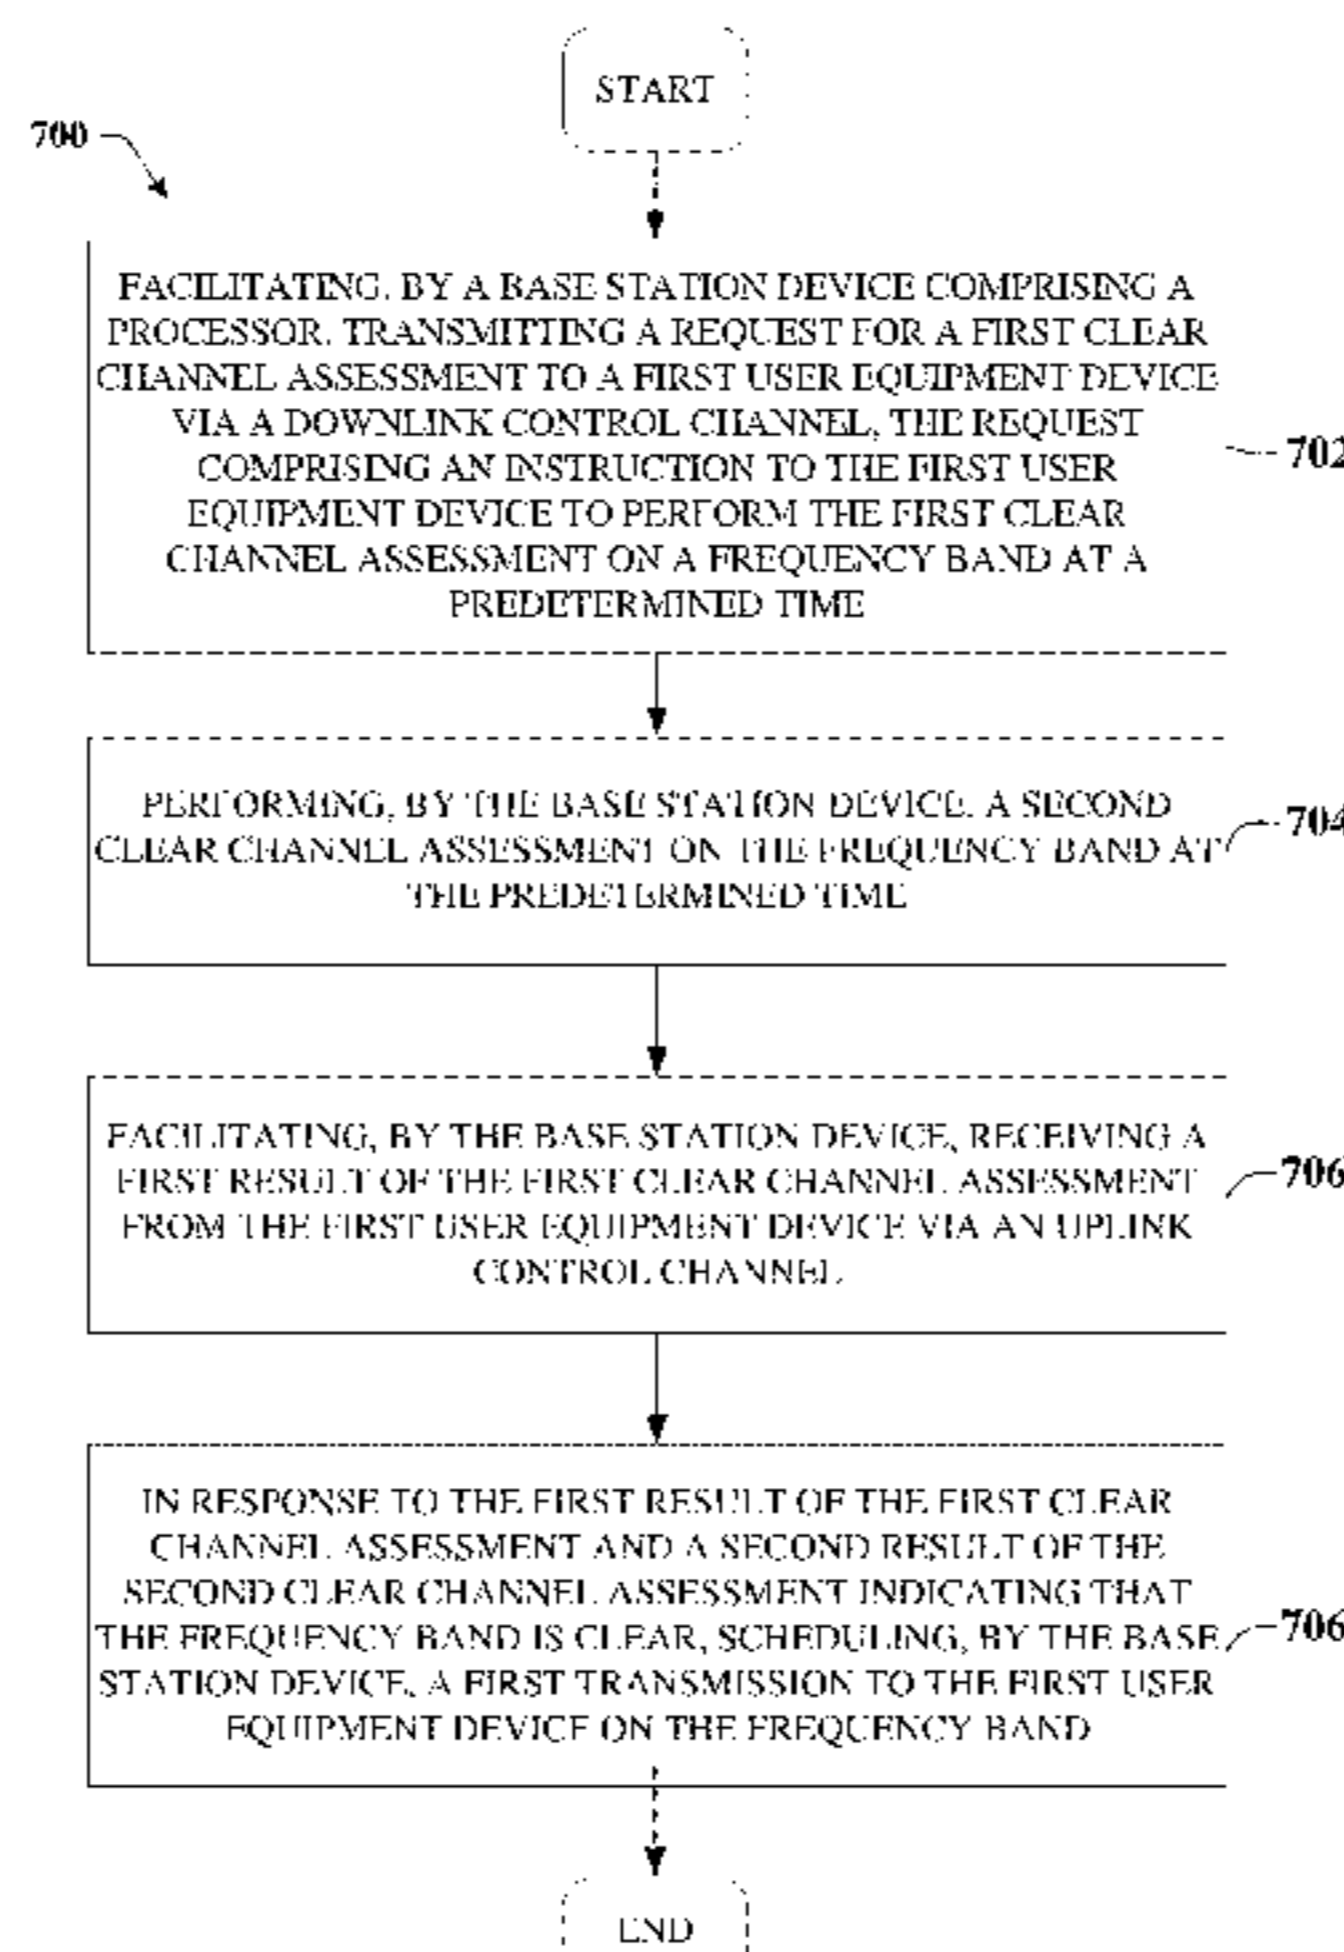 START
700
FACILITATING, BY A BASE STATION DEVICE COMPRISING A
PROCESSOR, TRANSMITTING A REQUEST FOR A FIRST CLEAR
CHANNEL ASSESSMENT TO A FIRST USER EQUIPMENT DEVICE
VIA A DOWNLINK CONTROL CHANNEL, THE REQUEST
COMPRISING AN INSTRUCTION TO THE FIRST USER
EQUIPMENT DEVICE TO PERFORM THE FIRST CLEAR
CHANNEL ASSESSMENT ON A FREQUENCY BAND AT A
PREDETERMINED TIME
702
PERFORMING, BY THE BASE STATION DEVICE, A SECOND
CLEAR CHANNEL ASSESSMENT ON THE FREQUENCY BAND AT
THE PREDETERMINED TIME
704
FACILITATING, BY THE BASE STATION DEVICE, RECEIVING A
FIRST RESULT OF THE FIRST CLEAR CHANNEL ASSESSMENT
FROM THE FIRST USER EQUIPMENT DEVICE VIA AN UPLINK
CONTROL CHANNEL
706
IN RESPONSE TO THE FIRST RESULT OF THE FIRST CLEAR
CHANNEL ASSESSMENT AND A SECOND RESULT OF THE
SECOND CLEAR CHANNEL ASSESSMENT INDICATING THAT
THE FREQUENCY BAND IS CLEAR, SCHEDULING, BY THE BASE
STATION DEVICE, A FIRST TRANSMISSION TO THE FIRST USER
EQUIPMENT DEVICE ON THE FREQUENCY BAND
706
END